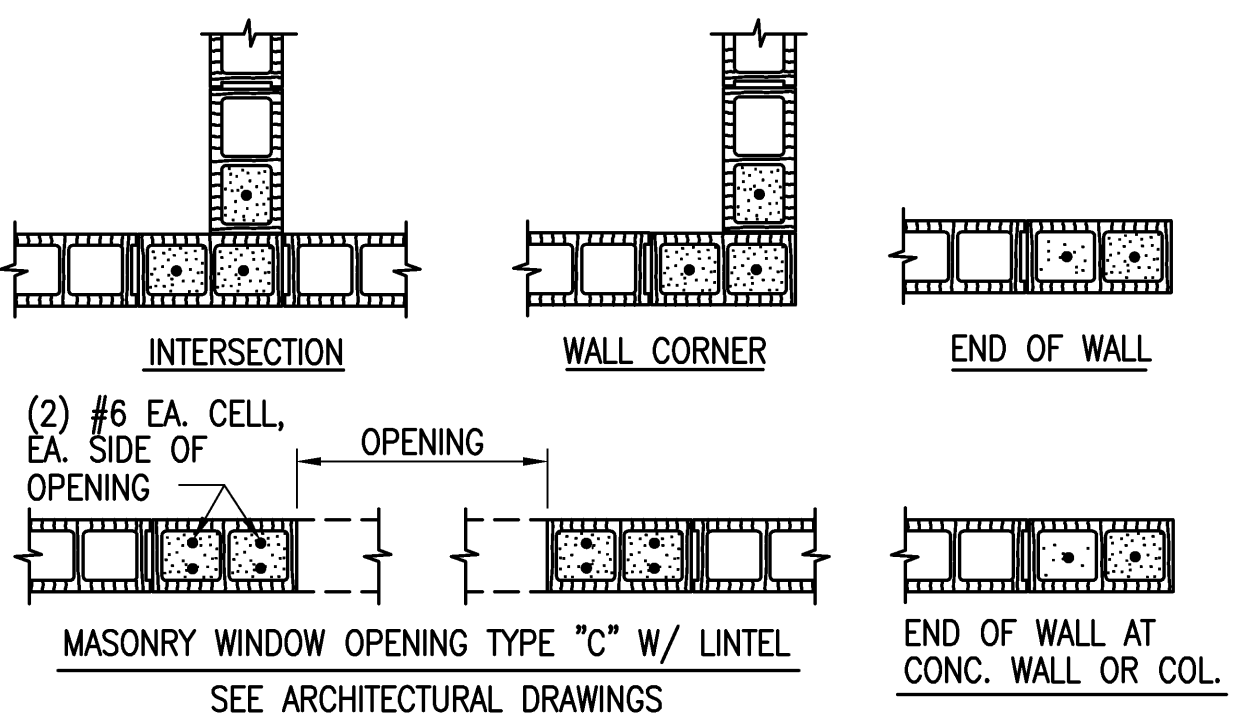 INTERSECTION
WALL CORNER
END OF WALL
(2) #6 EA. CELL,
EA. SIDE OF
OPENING
OPENING
MASONRY WINDOW OPENING TYPE "C" W/ LINTEL
SEE ARCHITECTURAL DRAWINGS
END OF WALL AT
CONC. WALL OR COL.